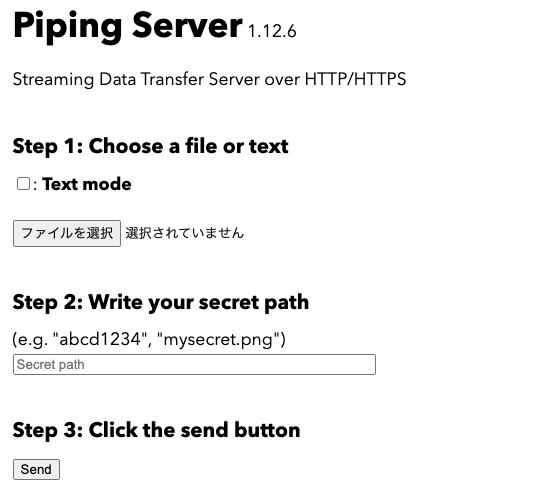 Piping Server 1.12.6
Streaming Data Transfer Server over HTTP/HTTPS
Step 1: Choose a file or text
: Text mode
ファイルを選択 選択されていません
Step 2: Write your secret path
(e.g. "abcd1234", "mysecret.png")
Secret path
Step 3: Click the send button
Send